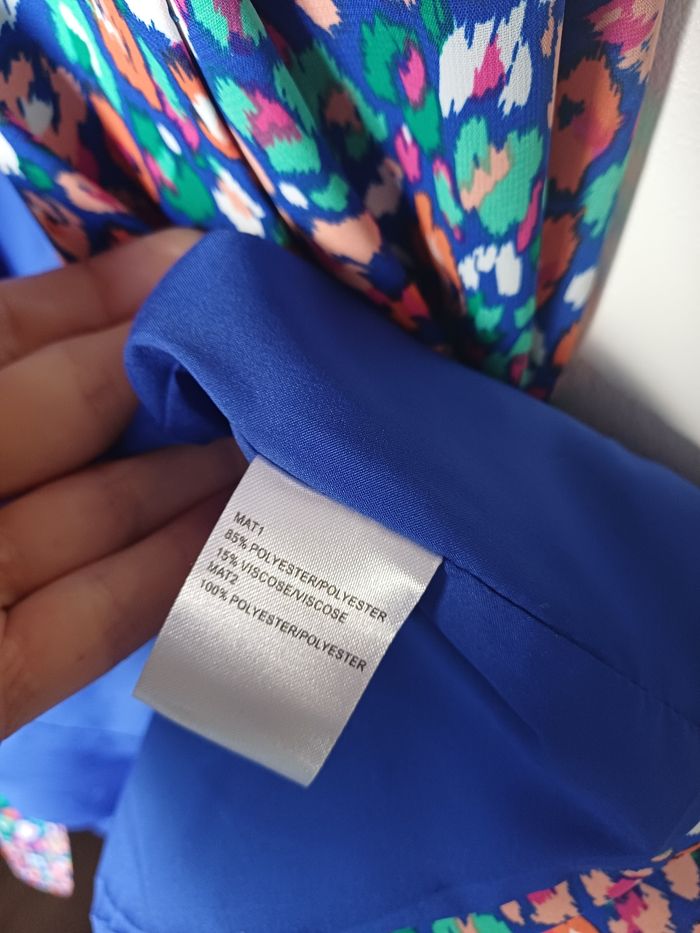 MAT1
85% POLYESTER/POLYESTER
15% VISCOSE/VISCOSE
MAT2
100% POLYESTER/POLYESTER